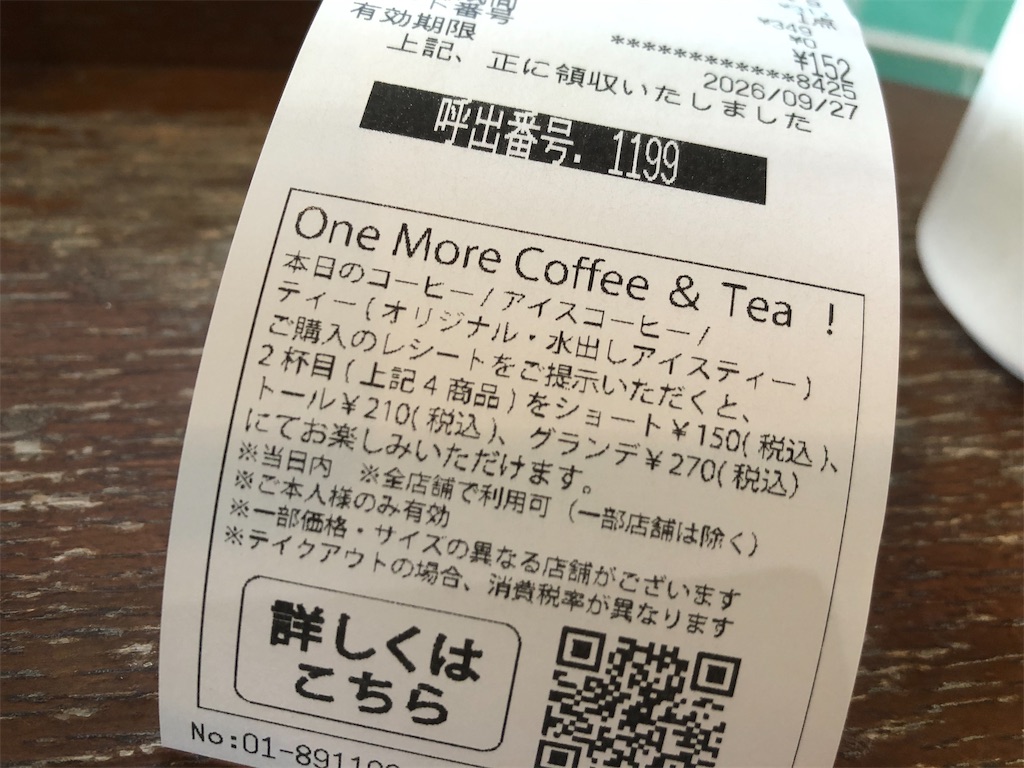 番号
有効期限
1点
¥349
¥0
¥152
************8425
2026/09/27
上記、正に領収いたしました
呼出番号. 1199
One More Coffee & Tea !
本日のコーヒー/アイスコーヒー/
ティー(オリジナル・水出しアイスティー)
ご購入のレシートをご提示いただくと、
2杯目(上記4商品)をショート¥150(税込)、
トール¥210(税込)、グランデ¥270(税込)
にてお楽しみいただけます。
※当日内 ※全店舗で利用可 (一部店舗は除く)
※ご本人様のみ有効
※一部価格・サイズの異なる店舗がございます
※テイクアウトの場合、消費税率が異なります
詳しくは
こちら
No:01-891199